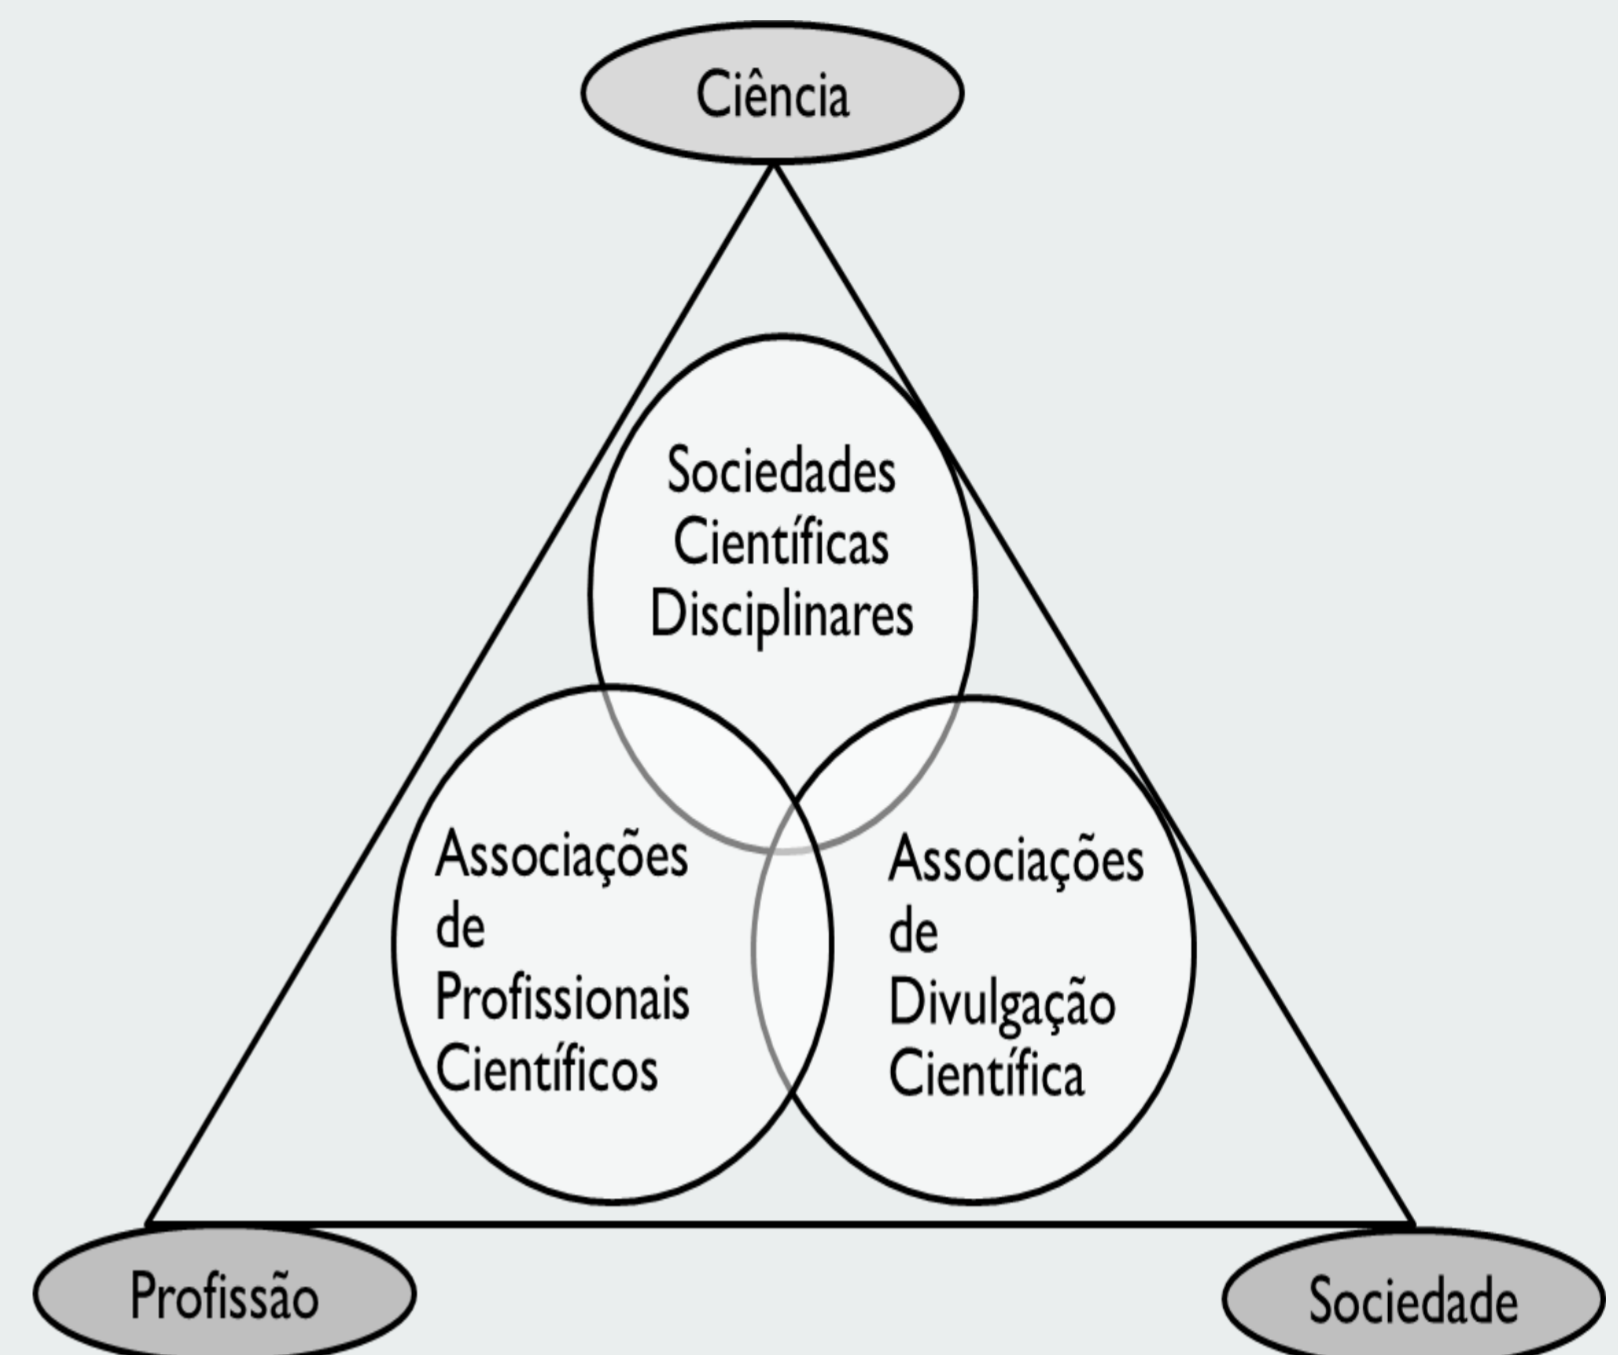 Ciência
Sociedades
Científicas
Disciplinares
Associações
de
Profissionais
Científicos
Associações
de
Divulgação
Científica
Profissão
Sociedade